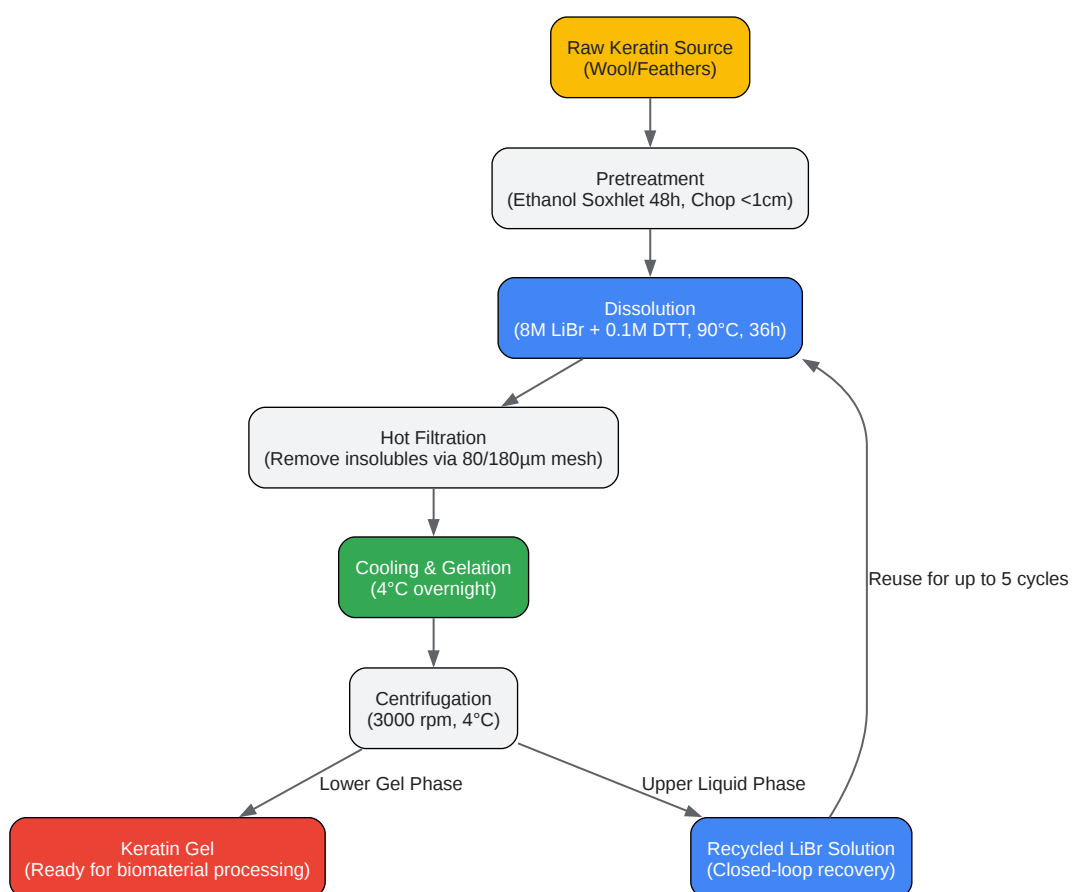 Raw Keratin Source
(Wool/Feathers)
Pretreatment
(Ethanol Soxhlet 48h, Chop <1cm)
Dissolution
(8M LiBr + 0.1M DTT, 90°C, 36h)
Hot Filtration
(Remove insolubles via 80/180µm mesh)
Cooling & Gelation
(4°C overnight)
Reuse for up to 5 cycles
Centrifugation
(3000 rpm, 4°C)
Lower Gel Phase
Upper Liquid Phase
Keratin Gel
(Ready for biomaterial processing)
Recycled LiBr Solution
(Closed-loop recovery)